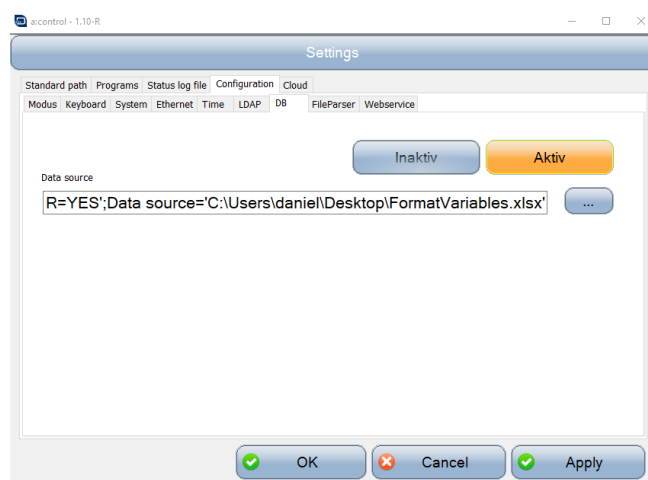 a:control - 1.10-R
Settings
Standard path Programs Status log file Configuration Cloud
Modus Keyboard System Ethernet Time LDAP DB FileParser Webservice
Inaktiv Aktiv
Data source
R=YES';Data source='C:\Users\daniel\Desktop\FormatVariables.xlsx' ...
OK Cancel Apply